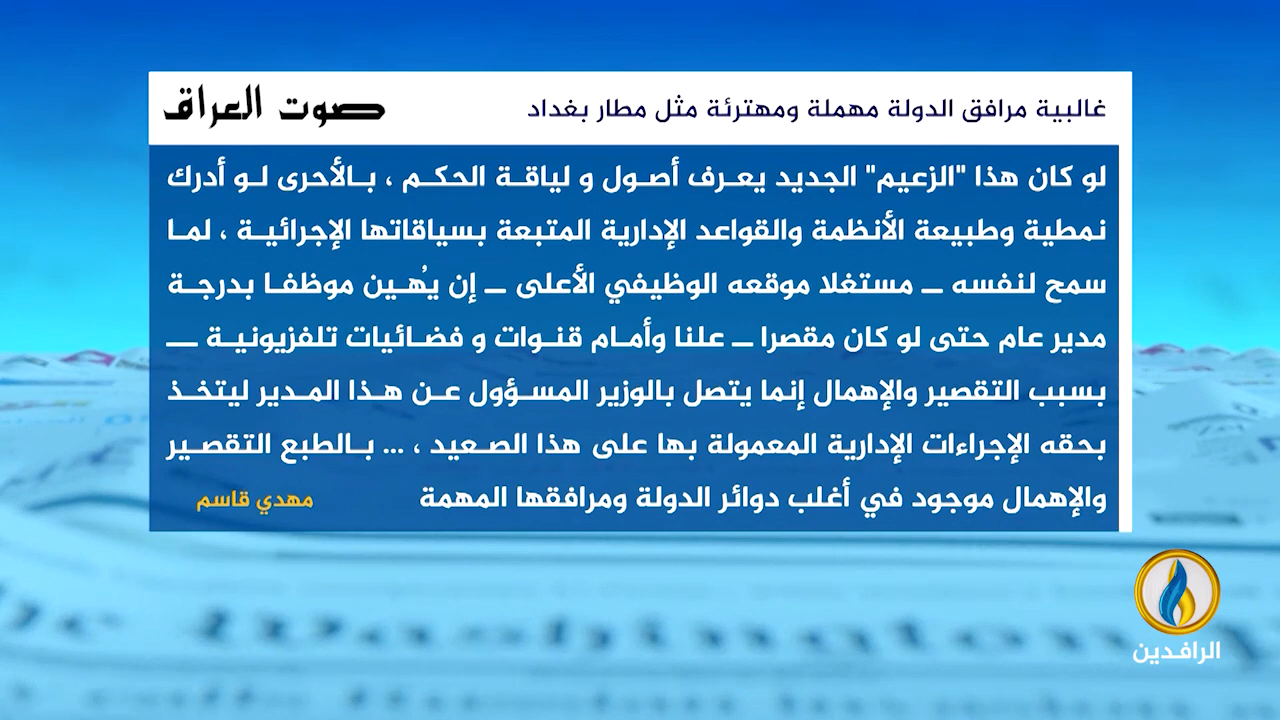 صوت العراق
غالبية مرافق الدولة مهملة ومهترئة مثل مطار بغداد
لو كان هذا "الزعيم" الجديد يعرف أصول و لياقة الحكم ، بالأحرى لو أدرك
نمطية وطبيعة الأنظمة والقواعد الإدارية المتبعة بسياقاتها الإجرائية ، لما
سمح لنفسه ــ مستغلا موقعه الوظيفي الأعلى ــ إن يُهين موظفا بدرجة
مدير عام حتى لو كان مقصرا ــ علنا وأمام قنوات و فضائيات تلفزيونية ــ
بسبب التقصير والإهمال إنما يتصل بالوزير المسؤول عن هذا المدير ليتخذ
بحقه الإجراءات الإدارية المعمولة بها على هذا الصعيد ، ... بالطبع التقصير
والإهمال موجود في أغلب دوائر الدولة ومرافقها المهمة
مهدي قاسم
الرافدين